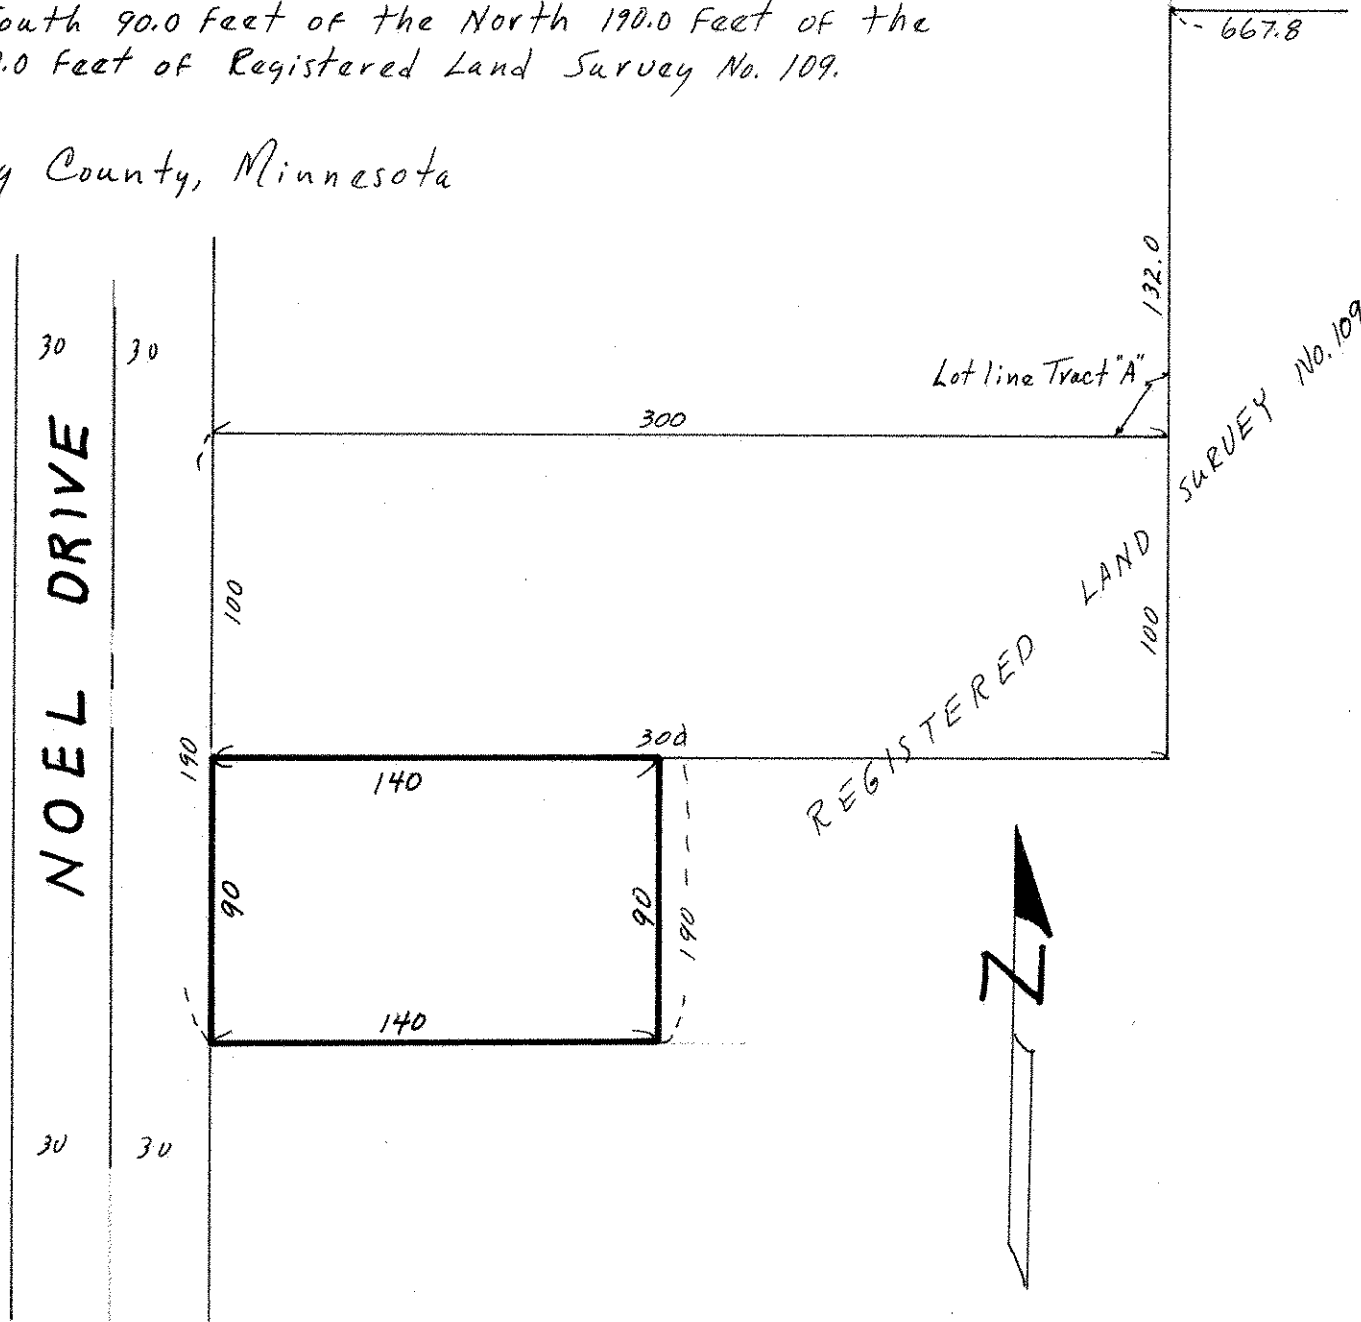 South 90.0 Feet of the North 190.0 Feet of the
.0 Feet of Registered Land Survey No. 109.
y County, Minnesota
667.8
132.0
30 30
Lot line Tract "A"
300
NOEL DRIVE
100
100
REGISTERED LAND SURVEY No. 109
190
300
140
90
90
190
140
N
30 30